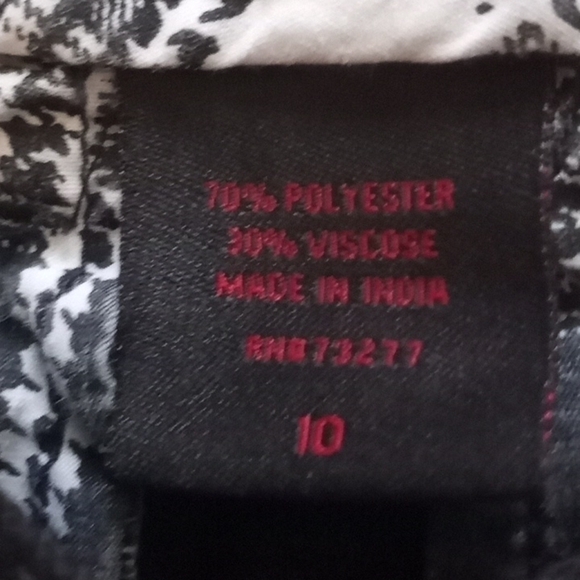 70% POLYESTER
30% VISCOSE
MADE IN INDIA
RN#73277
10